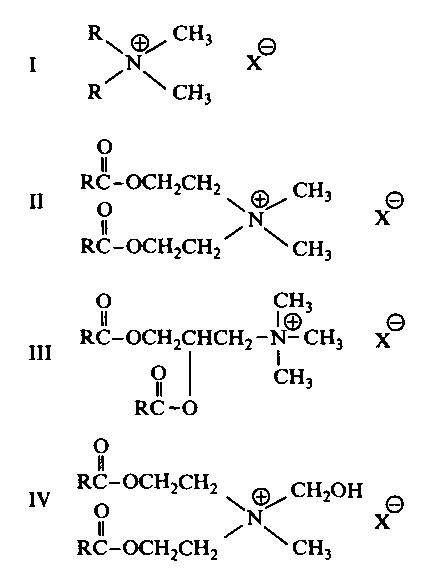 R CH₃
I N⊕ X⊖
R CH₃
O
RC–OCH₂CH₂ CH₃
II O N⊕ X⊖
RC–OCH₂CH₂ CH₃
O CH₃
RC–OCH₂CHCH₂–N⊕–CH₃ X⊖
III O CH₃
RC–O
O
RC–OCH₂CH₂ CH₂OH
IV O N⊕ X⊖
RC–OCH₂CH₂ CH₃